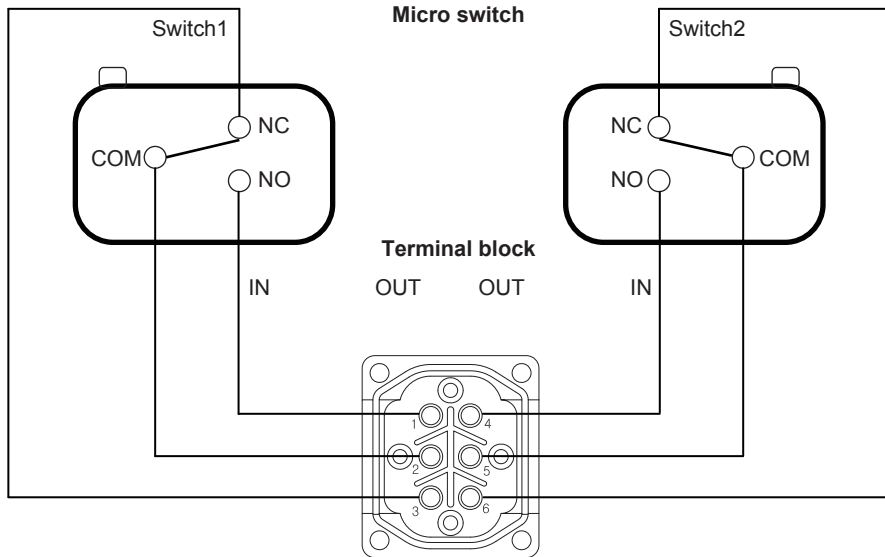 Micro switch
Switch1
Switch2
NC
NC
COM
COM
NO
NO
Terminal block
IN
OUT
OUT
IN
1
4
2
5
3
6